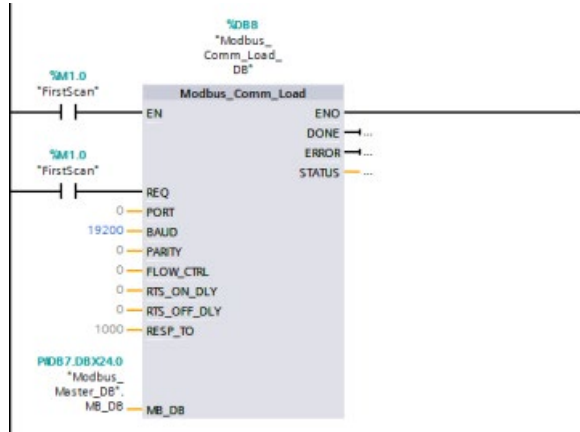 %DB8
"Modbus_
Comm_Load_
DB"
%M1.0
"FirstScan"
Modbus_Comm_Load
EN
ENO
DONE
...
ERROR
...
%M1.0
"FirstScan"
STATUS
...
REQ
0
PORT
19200
BAUD
0
PARITY
0
FLOW_CTRL
0
RTS_ON_DLY
0
RTS_OFF_DLY
1000
RESP_TO
P#DB7.DBX24.0
"Modbus_
Master_DB".
MB_DB
MB_DB